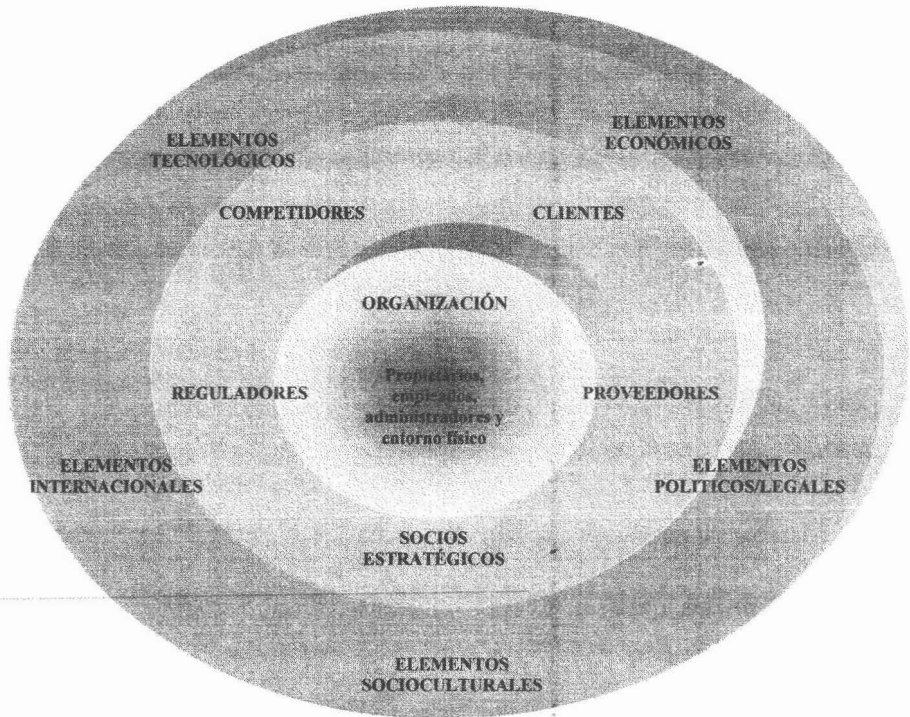 ELEMENTOS
TECNOLÓGICOS
ELEMENTOS
ECONÓMICOS
COMPETIDORES
CLIENTES
ORGANIZACIÓN
REGULADORES
Propietarios,
empleados,
administradores y
entorno físico
PROVEEDORES
ELEMENTOS
INTERNACIONALES
ELEMENTOS
POLITICOS/LEGALES
SOCIOS
ESTRATÉGICOS
ELEMENTOS
SOCIOCULTURALES